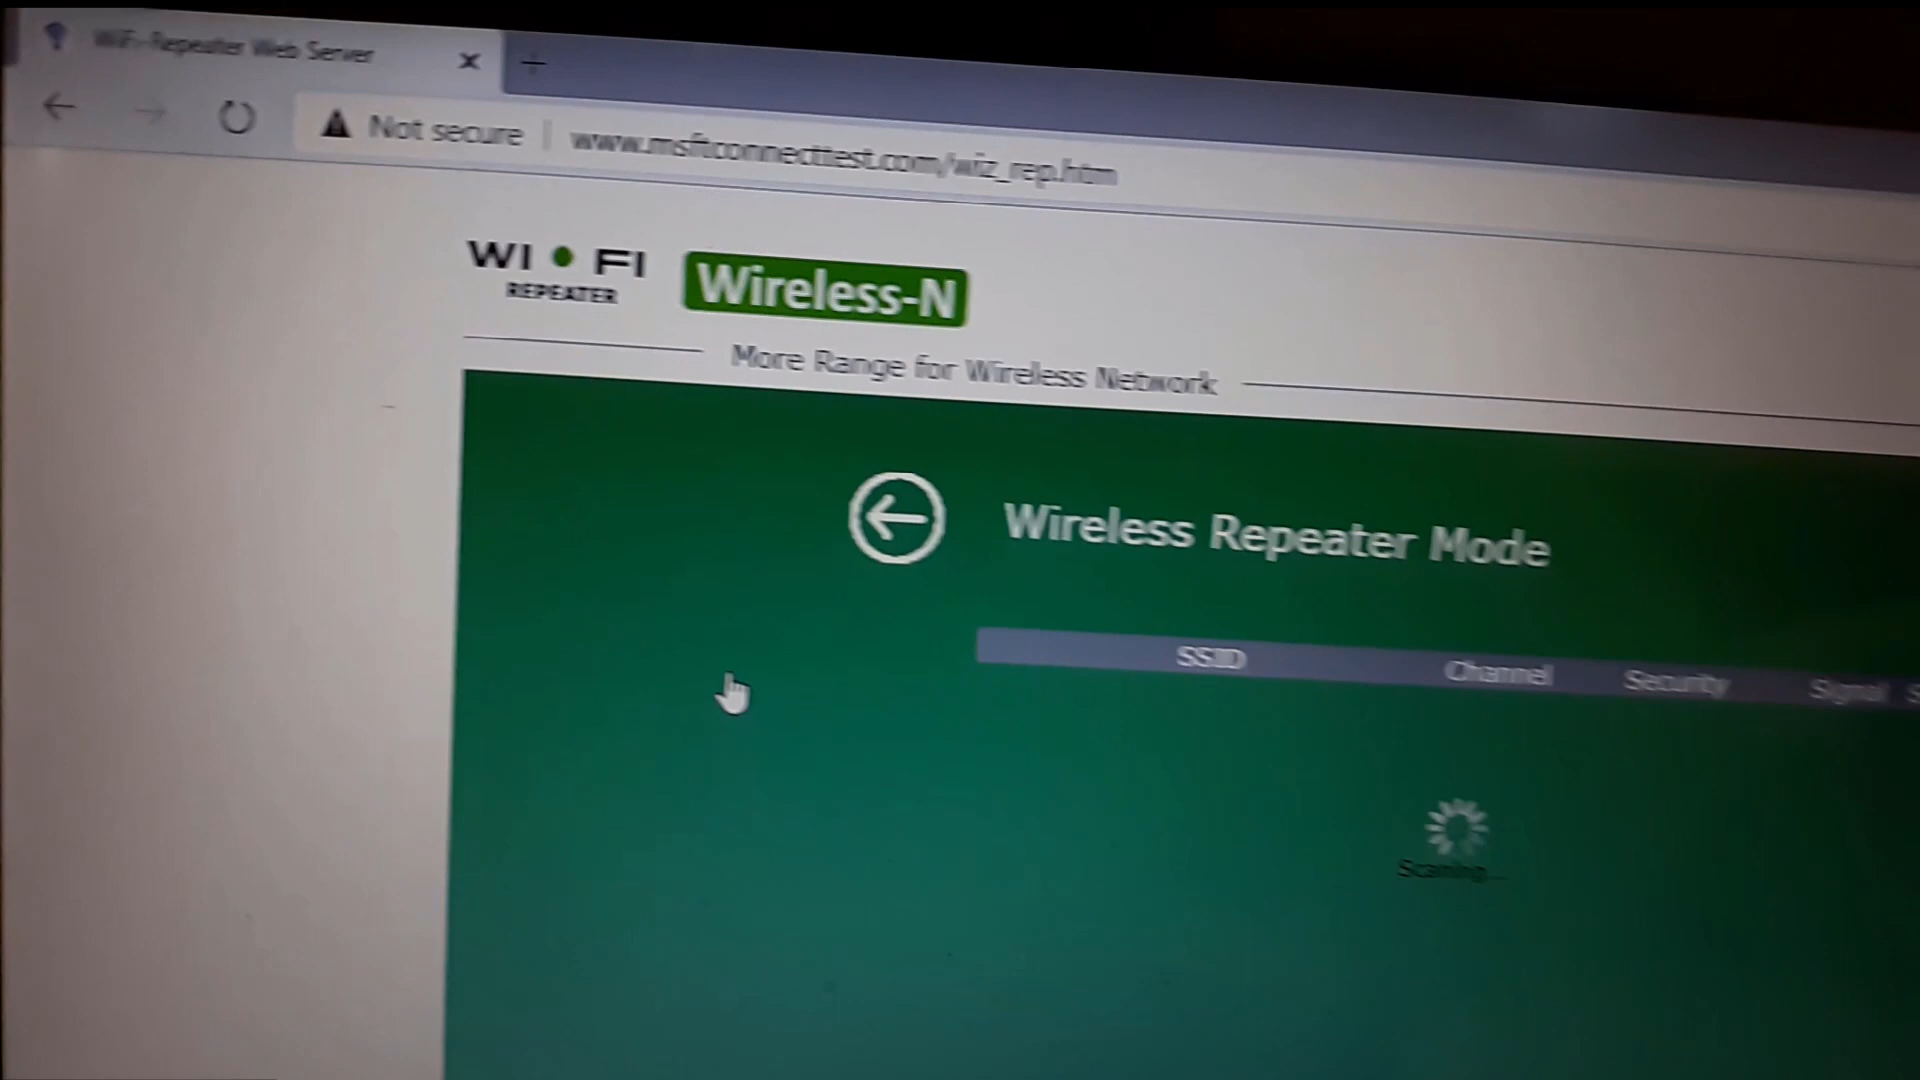 WiFi-Repeater Web Server
Not secure | www.msftconnecttest.com/wiz_rep.htm
WI FI
REPEATER
Wireless-N
More Range for Wireless Network
Wireless Repeater Mode
SSID Channel Security Signal
Scaning...